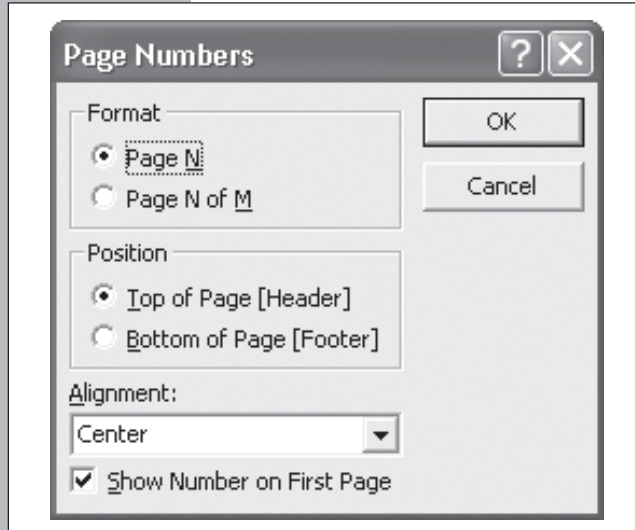 Page Numbers
Format
Page N
Page N of M
OK
Cancel
Position
Top of Page [Header]
Bottom of Page [Footer]
Alignment:
Center
Show Number on First Page